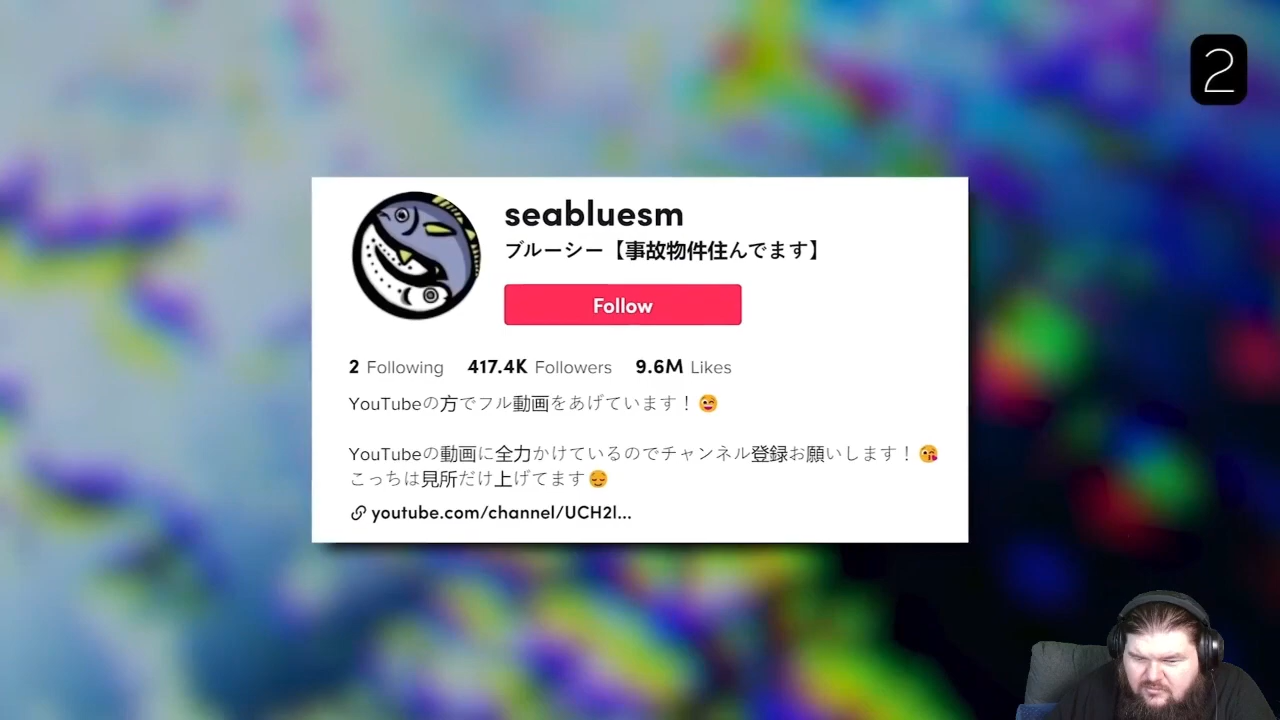 2
seabluesm
ブルーシー【事故物件住んでます】
Follow
2 Following 417.4K Followers 9.6M Likes
YouTubeの方でフル動画をあげています！😝
YouTubeの動画に全力かけているのでチャンネル登録お願いします！😘
こっちは見所だけ上げてます😌
youtube.com/channel/UCH2l...